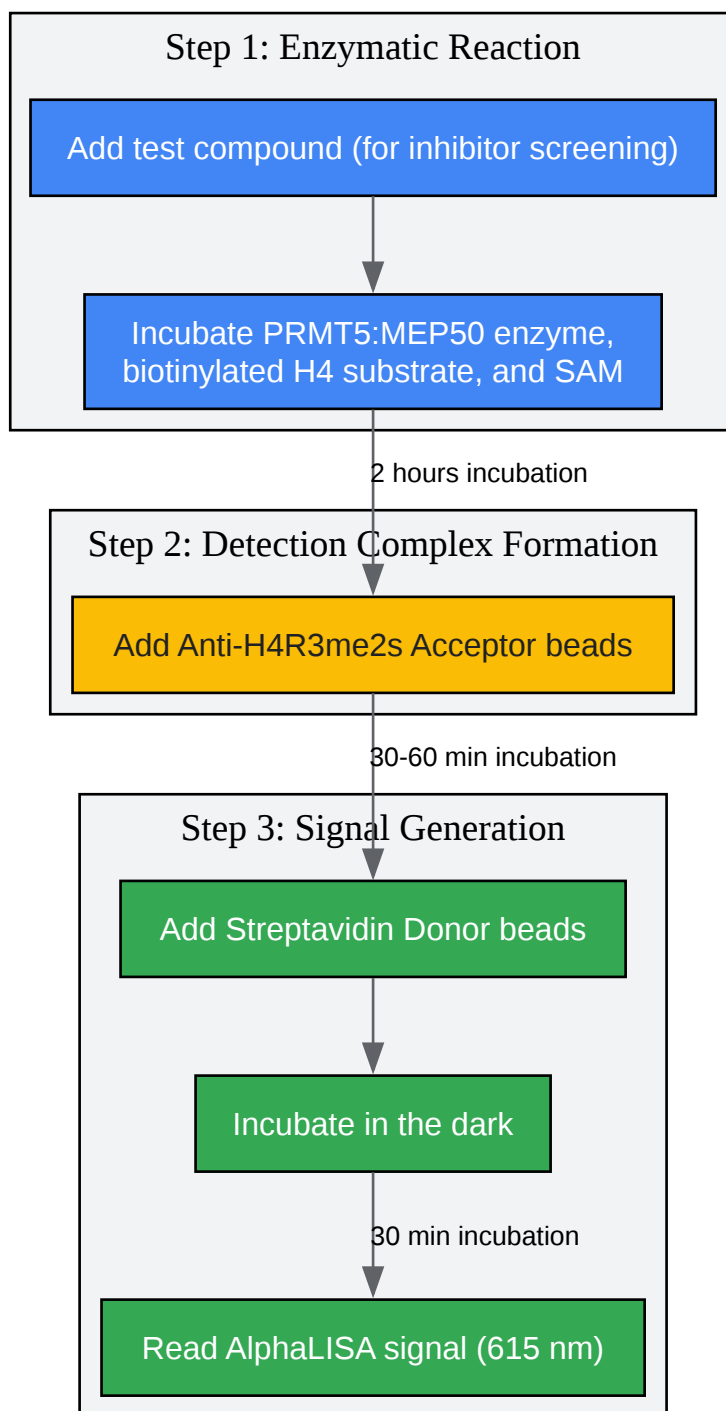 Step 1: Enzymatic Reaction
Add test compound (for inhibitor screening)
Incubate PRMT5:MEP50 enzyme,
biotinylated H4 substrate, and SAM
2 hours incubation
Step 2: Detection Complex Formation
Add Anti-H4R3me2s Acceptor beads
30-60 min incubation
Step 3: Signal Generation
Add Streptavidin Donor beads
Incubate in the dark
30 min incubation
Read AlphaLISA signal (615 nm)